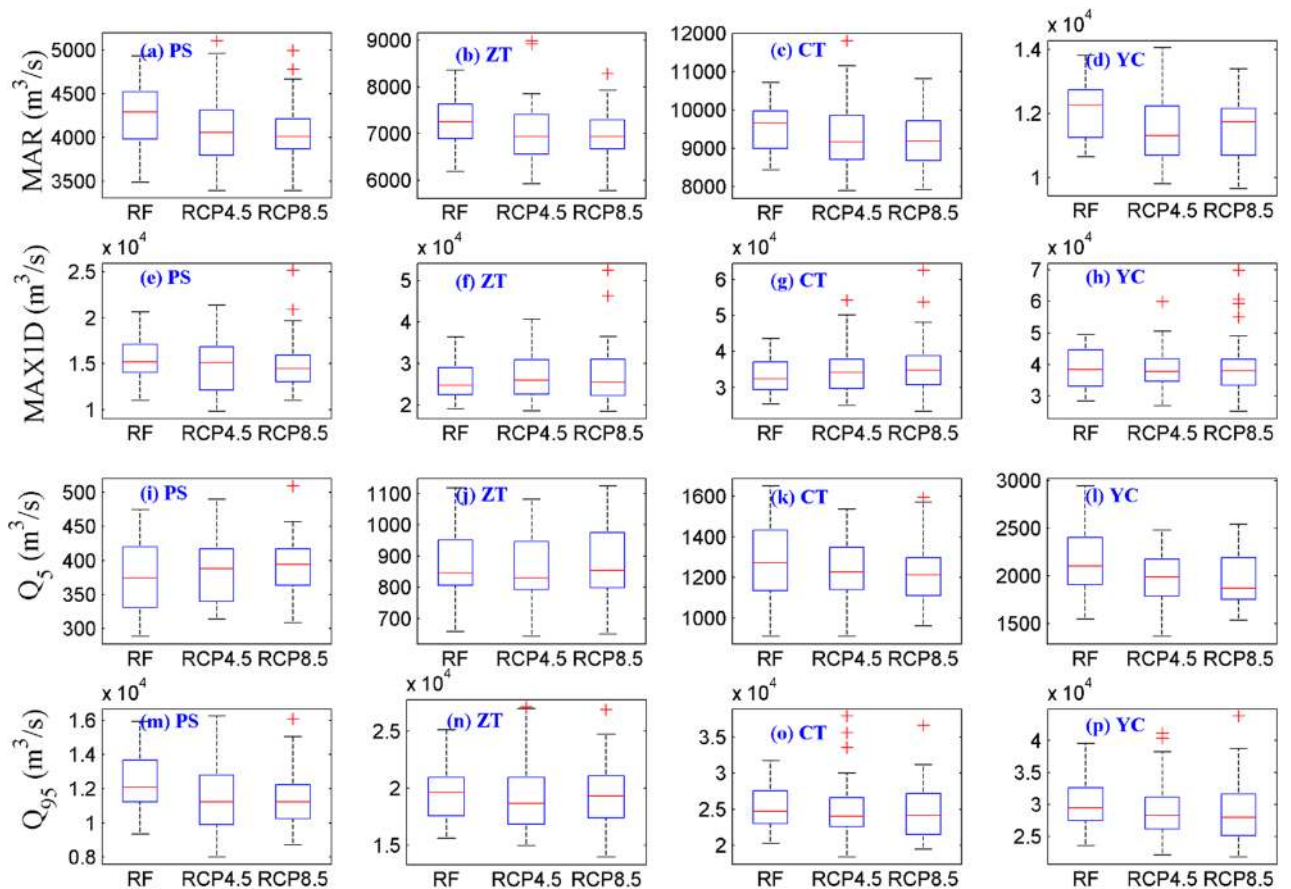 MAR (m³/s)
5000
4500
4000
3500
(a) PS
RF RCP4.5 RCP8.5
9000
8000
7000
6000
(b) ZT
RF RCP4.5 RCP8.5
12000
11000
10000
9000
8000
(c) CT
RF RCP4.5 RCP8.5
x 10⁴
1.4
1.2
1
(d) YC
RF RCP4.5 RCP8.5
MAX1D (m³/s)
x 10⁴
2.5
2
1.5
1
(e) PS
RF RCP4.5 RCP8.5
x 10⁴
5
4
3
2
(f) ZT
RF RCP4.5 RCP8.5
x 10⁴
6
5
4
3
(g) CT
RF RCP4.5 RCP8.5
x 10⁴
7
6
5
4
3
(h) YC
RF RCP4.5 RCP8.5
Q₅ (m³/s)
500
450
400
350
300
(i) PS
RF RCP4.5 RCP8.5
1100
1000
900
800
700
(j) ZT
RF RCP4.5 RCP8.5
1600
1400
1200
1000
(k) CT
RF RCP4.5 RCP8.5
3000
2500
2000
1500
(l) YC
RF RCP4.5 RCP8.5
Q₉₅ (m³/s)
x 10⁴
1.6
1.4
1.2
1
0.8
(m) PS
RF RCP4.5 RCP8.5
x 10⁴
2.5
2
1.5
(n) ZT
RF RCP4.5 RCP8.5
x 10⁴
3.5
3
2.5
2
(o) CT
RF RCP4.5 RCP8.5
x 10⁴
4
3.5
3
2.5
(p) YC
RF RCP4.5 RCP8.5